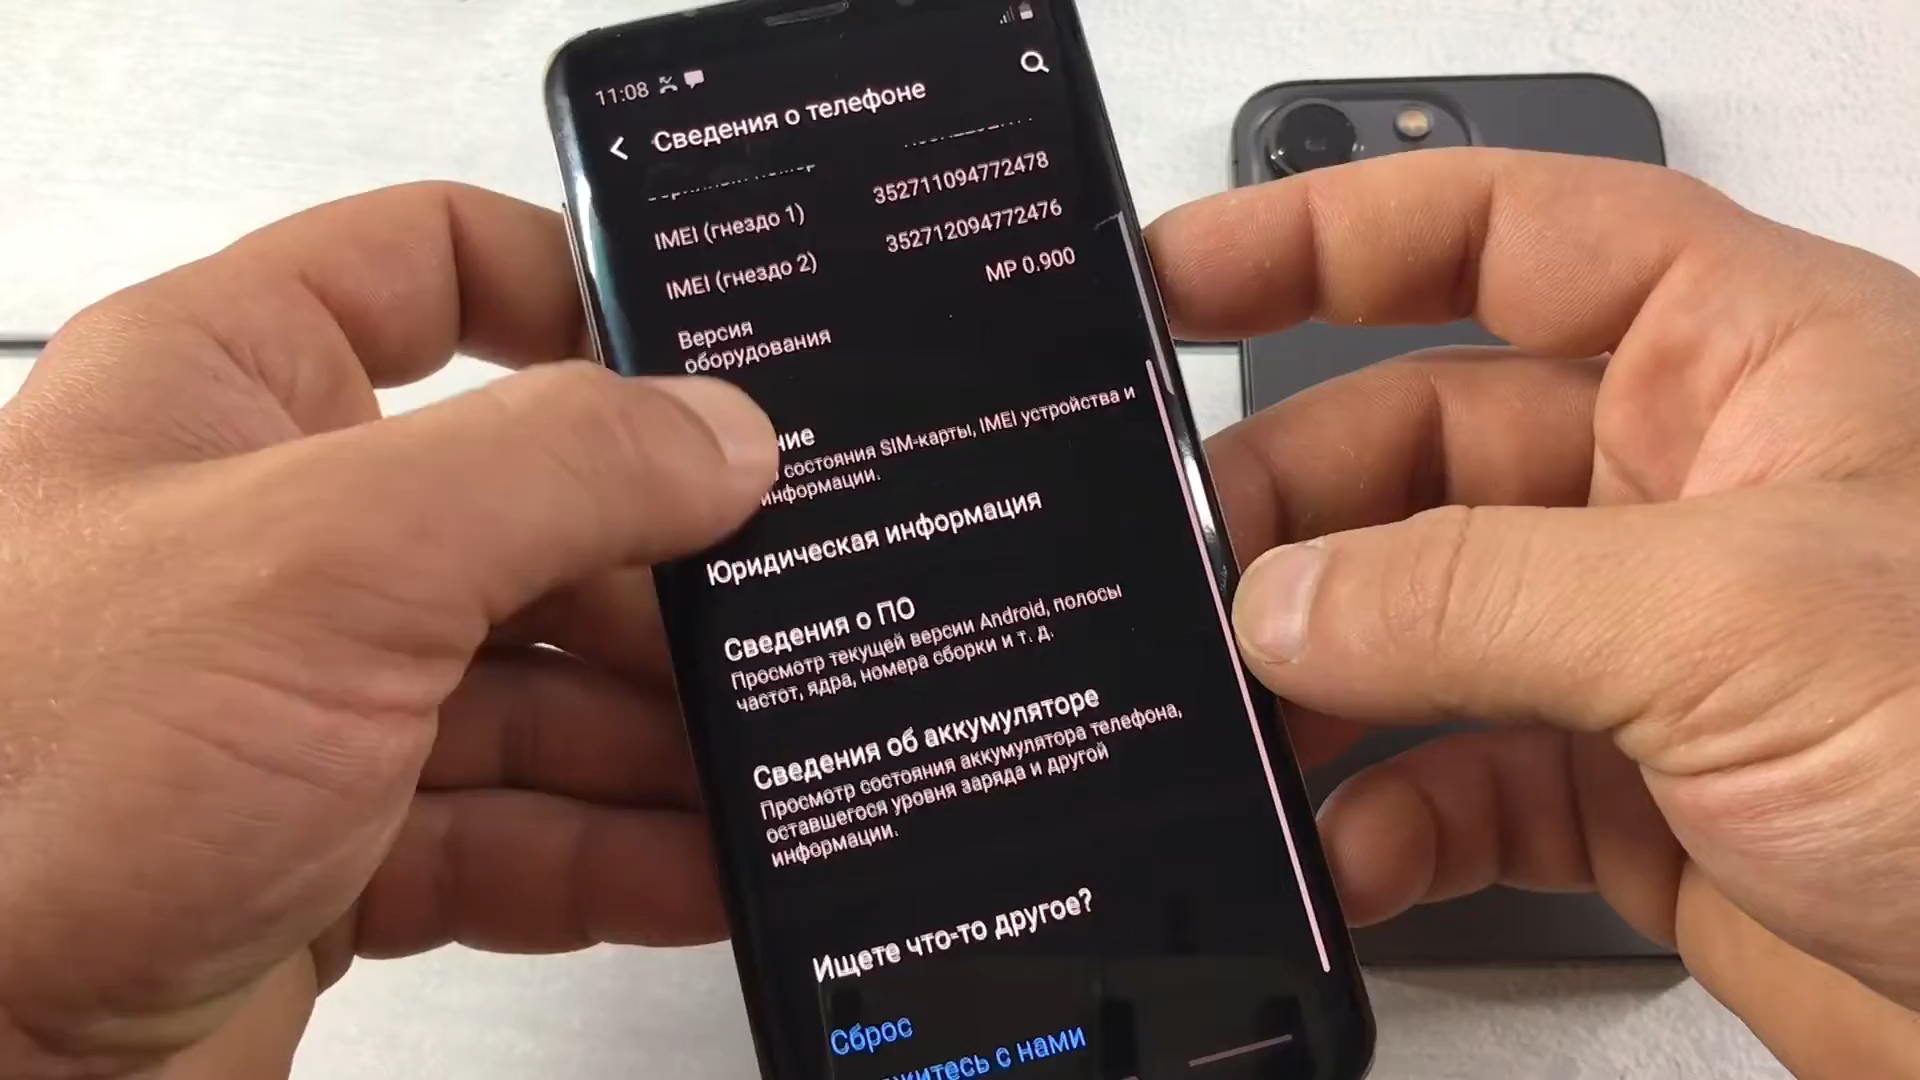 11:08
Сведения о телефоне
IMEI (гнездо 1) 352711094772478
IMEI (гнездо 2) 352712094772476
Версия оборудования MP 0.900
ние
состояния SIM-карты, IMEI устройства и
информации.
Юридическая информация
Сведения о ПО
Просмотр текущей версии Android, полосы
частот, ядра, номера сборки и т. д.
Сведения об аккумуляторе
Просмотр состояния аккумулятора телефона,
оставшегося уровня заряда и другой
информации.
Ищете что-то другое?
Сброс
житесь с нами